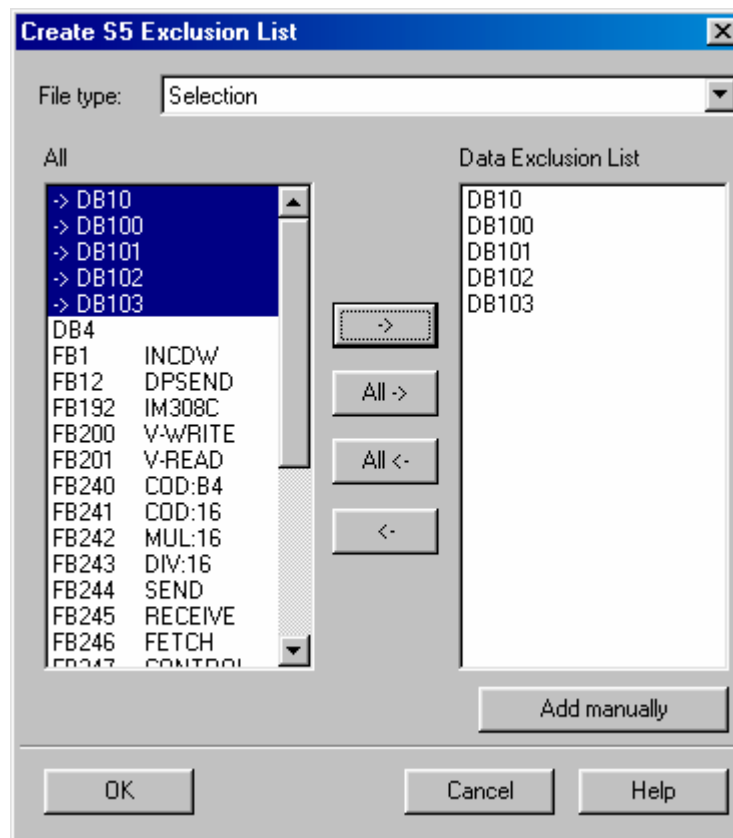 Create S5 Exclusion List
File type: Selection
All
Data Exclusion List
-> DB10
-> DB100
-> DB101
-> DB102
-> DB103
DB4
FB1 INCDW
FB12 DPSEND
FB192 IM308C
FB200 V-WRITE
FB201 V-READ
FB240 COD:B4
FB241 COD:16
FB242 MUL:16
FB243 DIV:16
FB244 SEND
FB245 RECEIVE
FB246 FETCH
FB247 CONTROL
->
All ->
All <-
<-
DB10
DB100
DB101
DB102
DB103
Add manually
OK
Cancel
Help